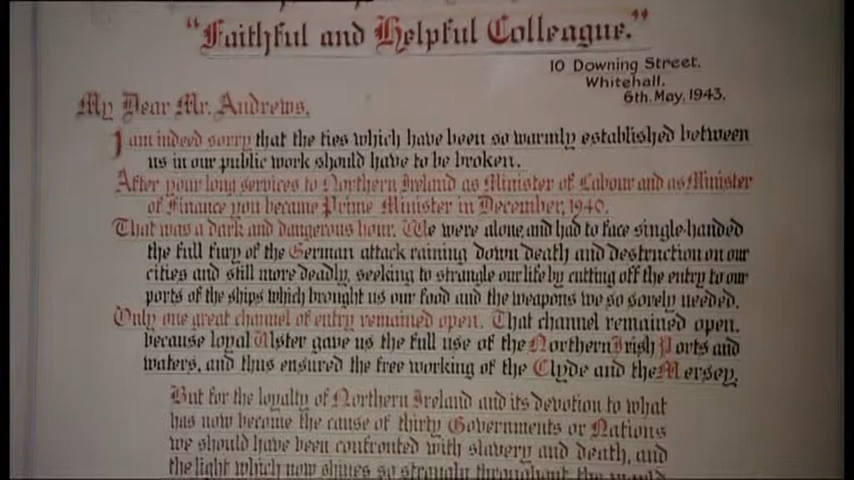 "Faithful and Helpful Colleague."
10 Downing Street.
Whitehall.
6th. May, 1943.
My Dear Mr. Andrews,
I am indeed sorry that the ties which have been so warmly established between
us in our public work should have to be broken.
After your long services to Northern Ireland as Minister of Labour and as Minister
of Finance you became Prime Minister in December, 1940.
That was a dark and dangerous hour. We were alone, and had to face single-handed
the full fury of the German attack raining down death and destruction on our
cities and still more deadly, seeking to strangle our life by cutting off the entry to our
ports of the ships which brought us our food and the weapons we so sorely needed.
Only one great channel of entry remained open. That channel remained open,
because loyal Ulster gave us the full use of the Northern Irish Ports and
waters, and thus ensured the free working of the Clyde and the Mersey.
But for the loyalty of Northern Ireland and its devotion to what
has now become the cause of thirty Governments or Nations
we should have been confronted with slavery and death, and
the light which now shines so strongly throughout the world